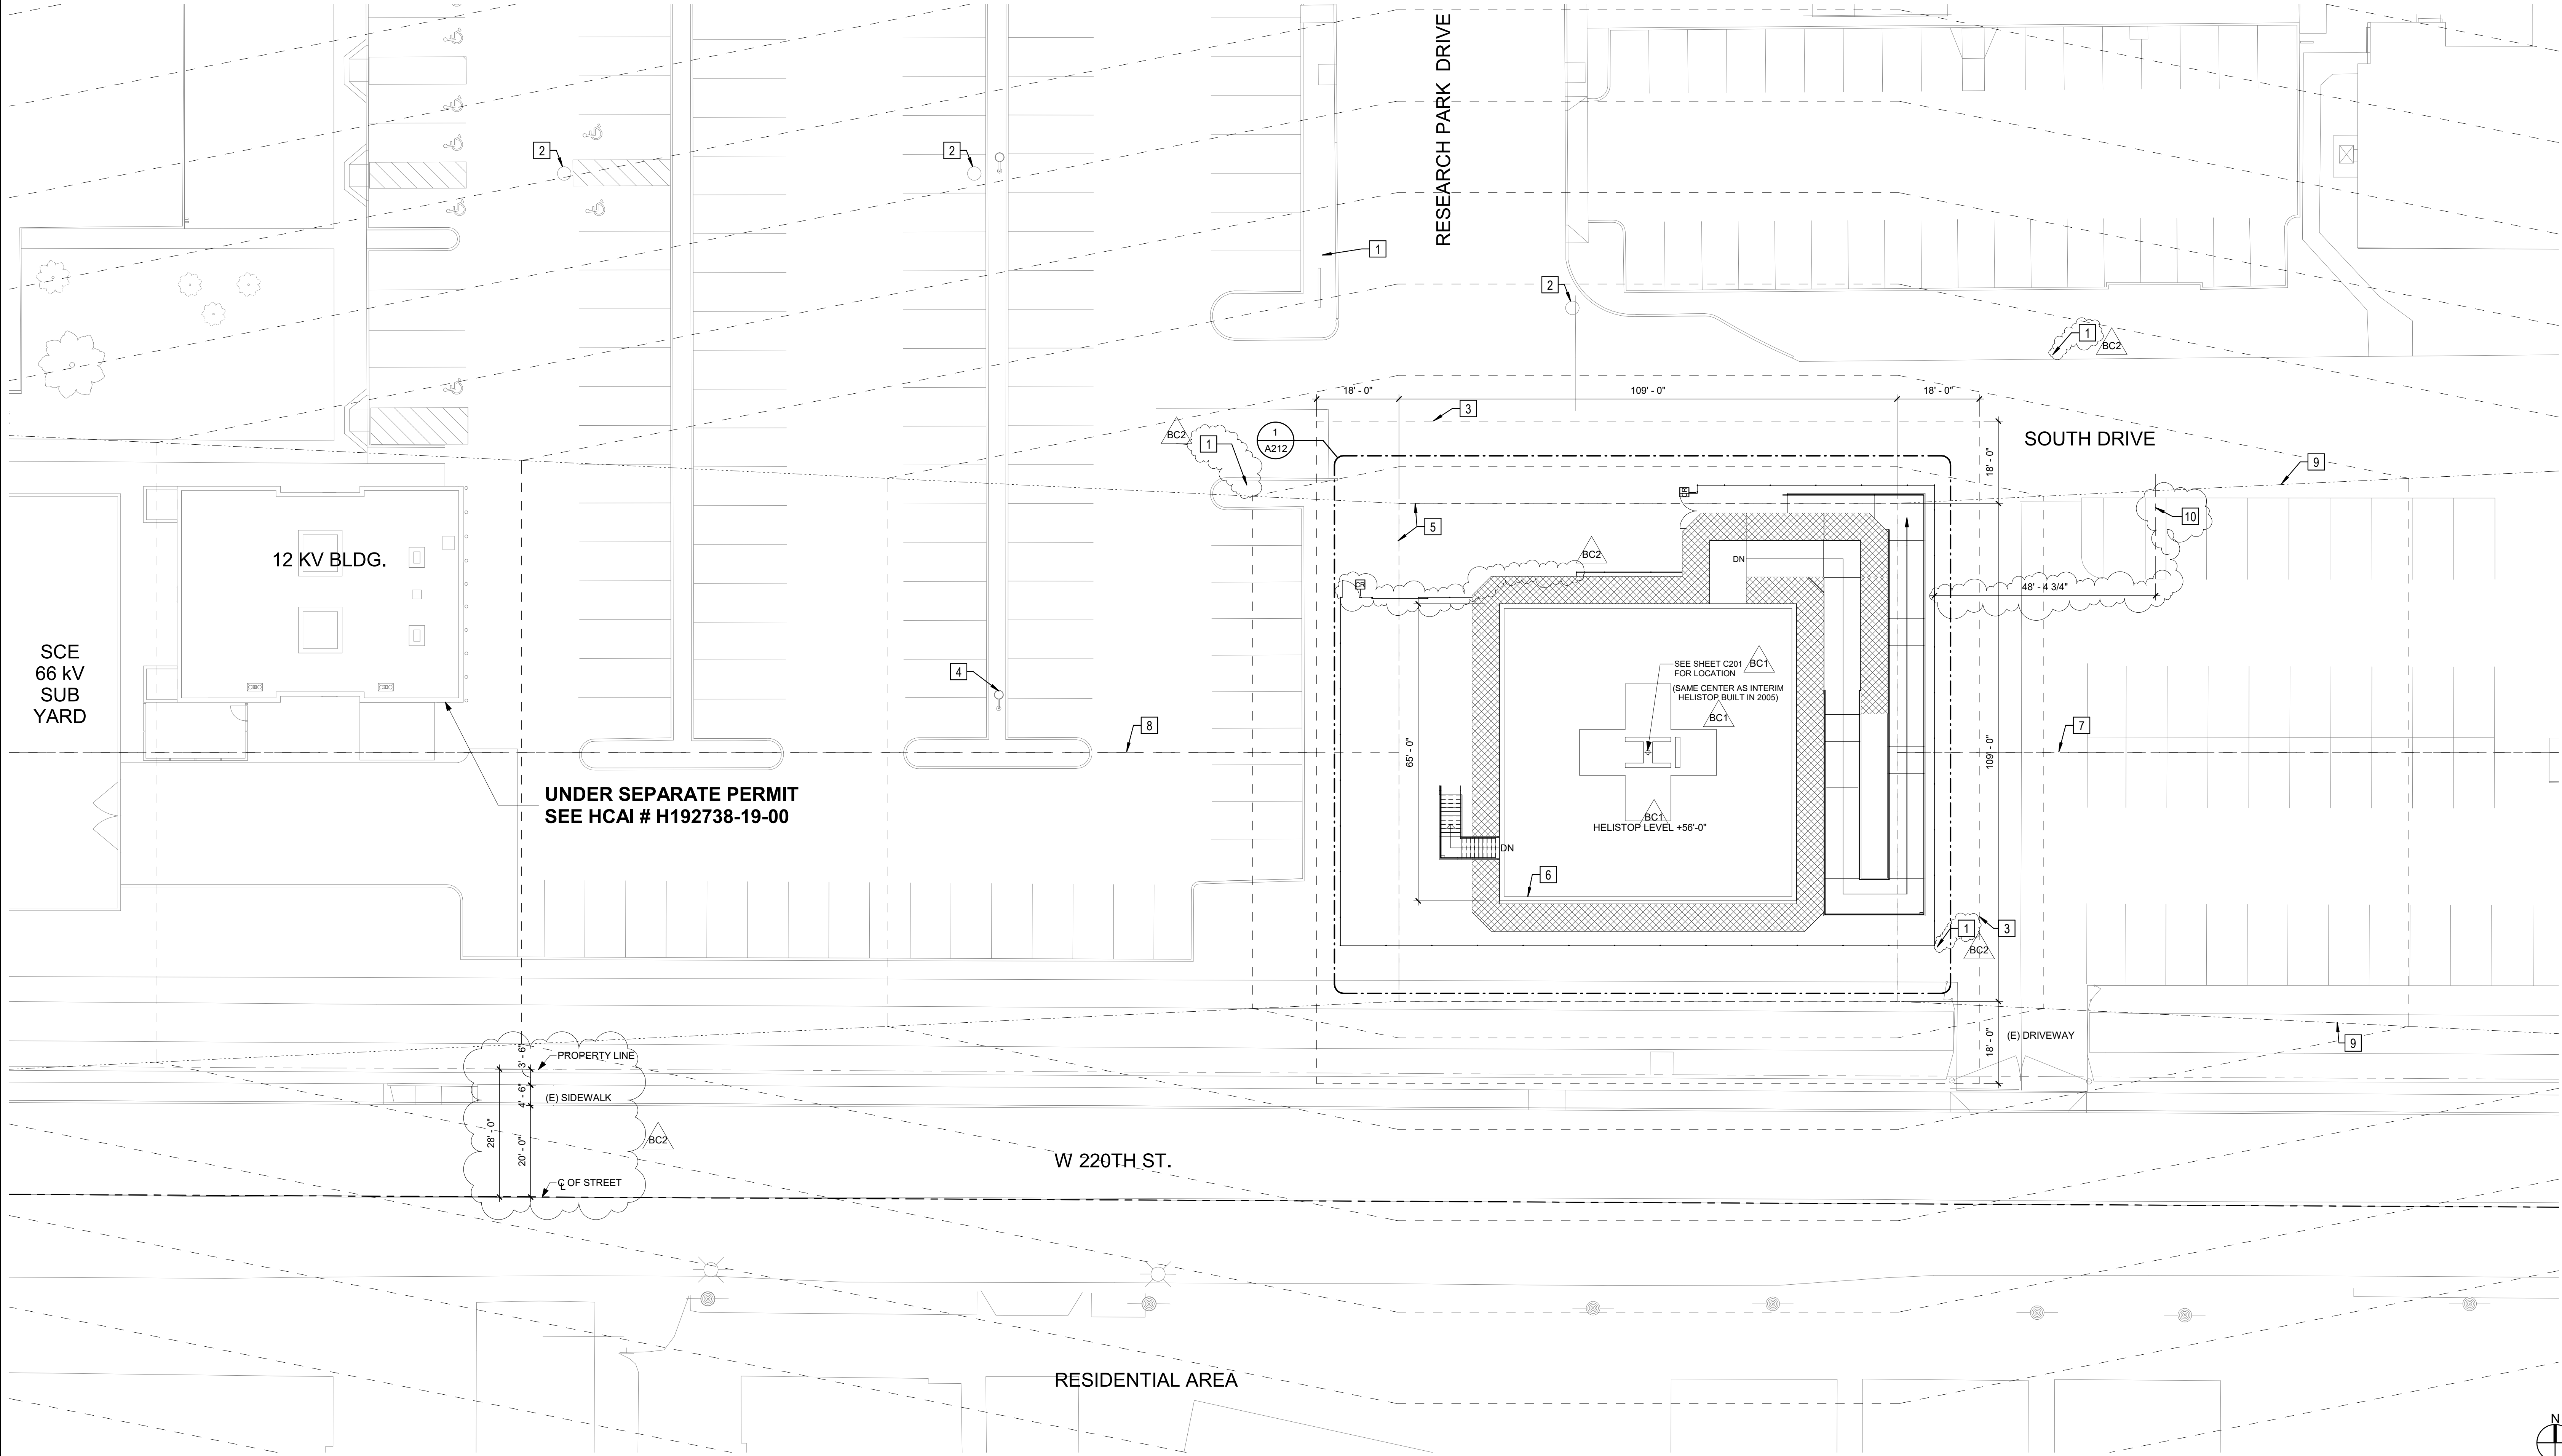 RESEARCH PARK DRIVE
2
2
1
2
1
BC2
18' - 0"
109' - 0"
18' - 0"
3
BC2
1
1
A212
SOUTH DRIVE
18' - 0"
9
10
5
12 KV BLDG.
BC2
DN
CR
CR
48' - 4 3/4"
SCE
66 kV
SUB
YARD
4
SEE SHEET C201
FOR LOCATION
BC1
(SAME CENTER AS INTERIM
HELISTOP BUILT IN 2005)
BC1
8
7
65' - 0"
109' - 0"
UNDER SEPARATE PERMIT
SEE HCAI # H192738-19-00
BC1
HELISTOP LEVEL +56'-0"
DN
6
1
3
BC2
18' - 0"
(E) DRIVEWAY
9
3' - 6"
PROPERTY LINE
4' - 6"
(E) SIDEWALK
28' - 0"
20' - 0"
BC2
W 220TH ST.
℄ OF STREET
RESIDENTIAL AREA
N